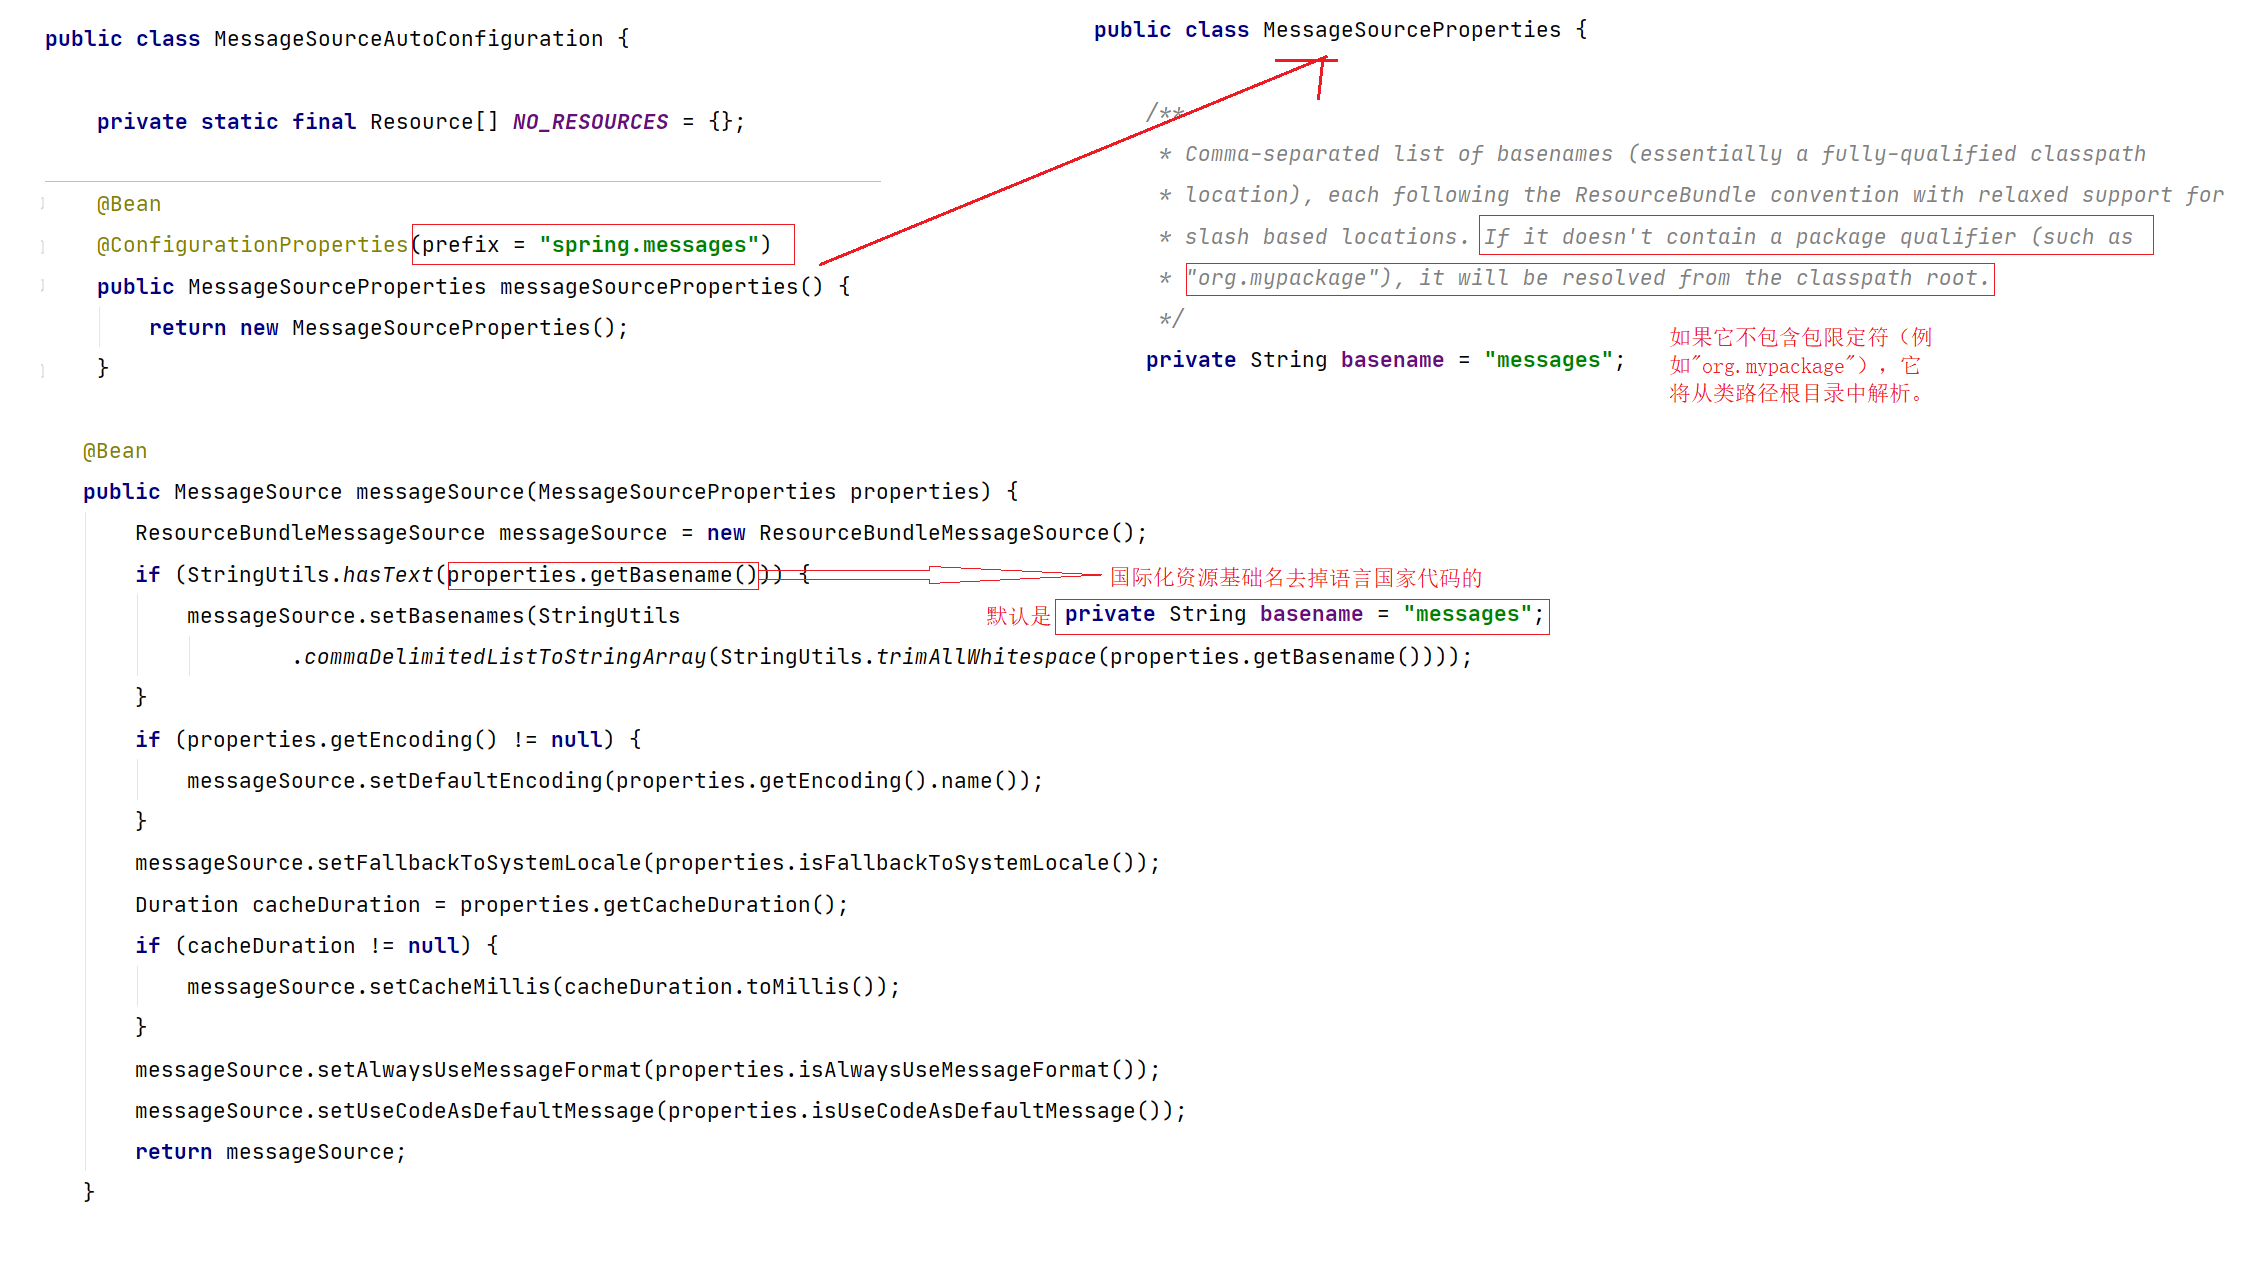 public class MessageSourceAutoConfiguration {
private static final Resource[] NO_RESOURCES = {};
@Bean
@ConfigurationProperties(prefix = "spring.messages")
public MessageSourceProperties messageSourceProperties() {
return new MessageSourceProperties();
}
public class MessageSourceProperties {
/**
* Comma-separated list of basenames (essentially a fully-qualified classpath
* location), each following the ResourceBundle convention with relaxed support for
* slash based locations. If it doesn't contain a package qualifier (such as
* "org.mypackage"), it will be resolved from the classpath root.
*/
private String basename = "messages";
如果它不包含包限定符（例
如"org.mypackage"），它
将从类路径根目录中解析。
@Bean
public MessageSource messageSource(MessageSourceProperties properties) {
ResourceBundleMessageSource messageSource = new ResourceBundleMessageSource();
if (StringUtils.hasText(properties.getBasename())) {
国际化资源基础名去掉语言国家代码的
messageSource.setBasenames(StringUtils
默认是 private String basename = "messages";
.commaDelimitedListToStringArray(StringUtils.trimAllWhitespace(properties.getBasename())));
}
if (properties.getEncoding() != null) {
messageSource.setDefaultEncoding(properties.getEncoding().name());
}
messageSource.setFallbackToSystemLocale(properties.isFallbackToSystemLocale());
Duration cacheDuration = properties.getCacheDuration();
if (cacheDuration != null) {
messageSource.setCacheMillis(cacheDuration.toMillis());
}
messageSource.setAlwaysUseMessageFormat(properties.isAlwaysUseMessageFormat());
messageSource.setUseCodeAsDefaultMessage(properties.isUseCodeAsDefaultMessage());
return messageSource;
}